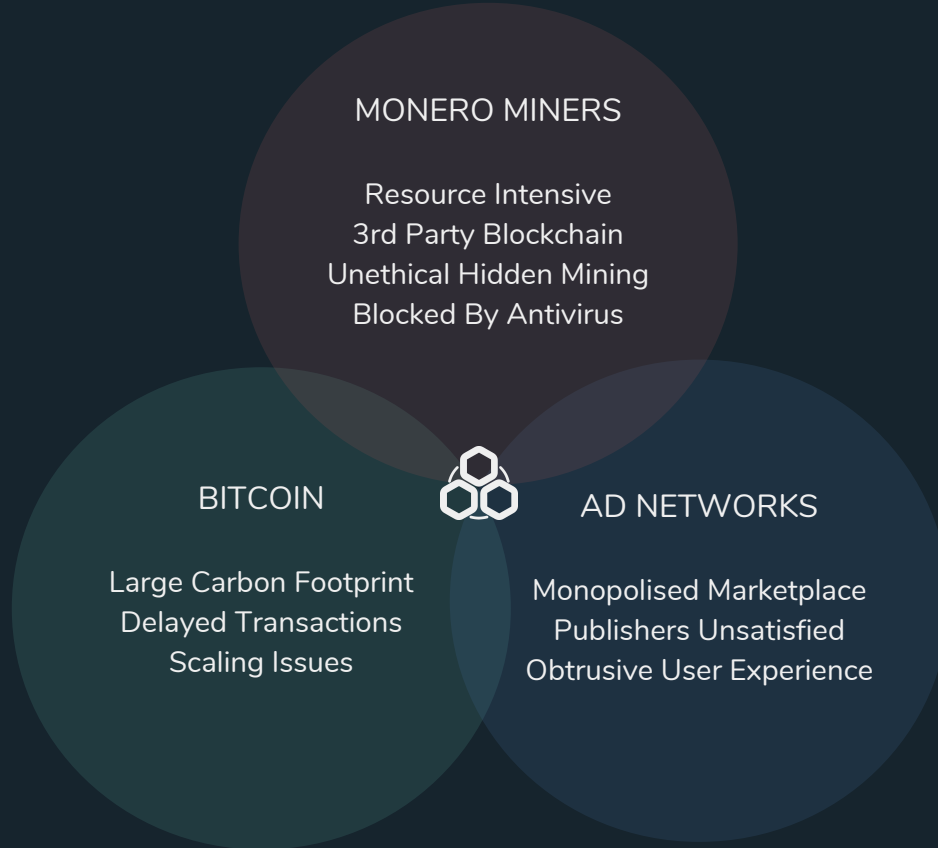 MONERO MINERS
Resource Intensive
3rd Party Blockchain
Unethical Hidden Mining
Blocked By Antivirus
BITCOIN
Large Carbon Footprint
Delayed Transactions
Scaling Issues
AD NETWORKS
Monopolised Marketplace
Publishers Unsatisfied
Obtrusive User Experience